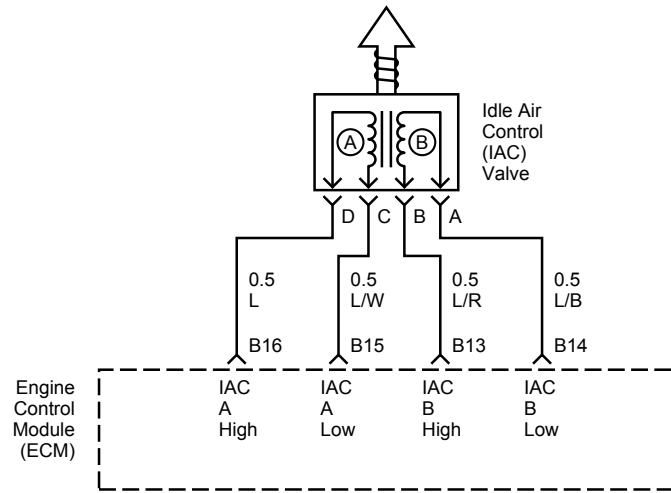 Idle Air
Control
(IAC)
Valve
A
B
D
C
B
A
0.5
L
0.5
L/W
0.5
L/R
0.5
L/B
B16
B15
B13
B14
Engine
Control
Module
(ECM)
IAC
A
High
IAC
A
Low
IAC
B
High
IAC
B
Low